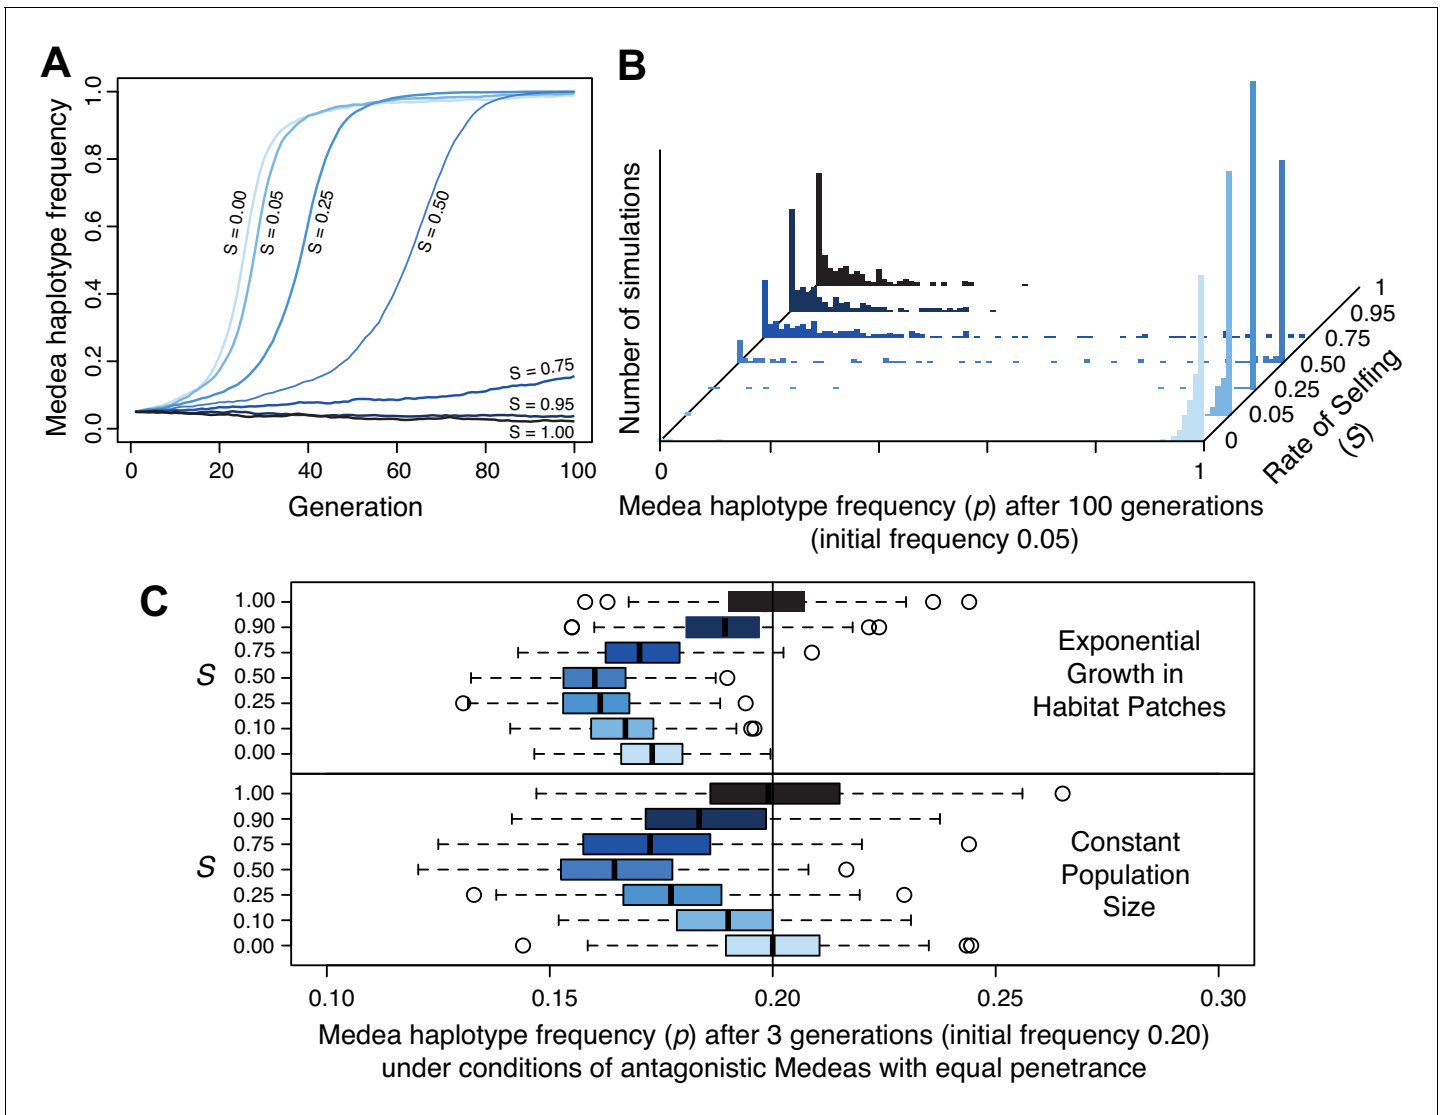 A
Medea haplotype frequency
1.0
0.8
0.6
0.4
0.2
0.0
S = 0.00
S = 0.05
S = 0.25
S = 0.50
S = 0.75
S = 0.95
S = 1.00
0 20 40 60 80 100
Generation
B
Number of simulations
1
0.95
0.75
0.50
0.25
0.05
0
Rate of Selfing
(S)
0 1
Medea haplotype frequency (p) after 100 generations
(initial frequency 0.05)
C
S
1.00
0.90
0.75
0.50
0.25
0.10
0.00
Exponential
Growth in
Habitat Patches
S
1.00
0.90
0.75
0.50
0.25
0.10
0.00
Constant
Population
Size
0.10 0.15 0.20 0.25 0.30
Medea haplotype frequency (p) after 3 generations (initial frequency 0.20)
under conditions of antagonistic Medeas with equal penetrance